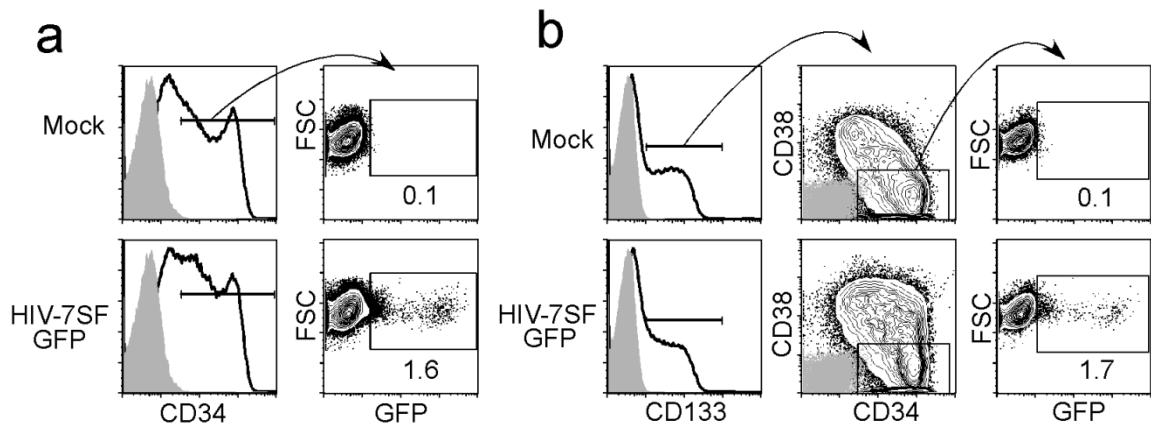 a
Mock
FSC
0.1
HIV-7SF
GFP
FSC
1.6
CD34
GFP
b
Mock
CD38
FSC
0.1
HIV-7SF
GFP
CD38
FSC
1.7
CD133
CD34
GFP